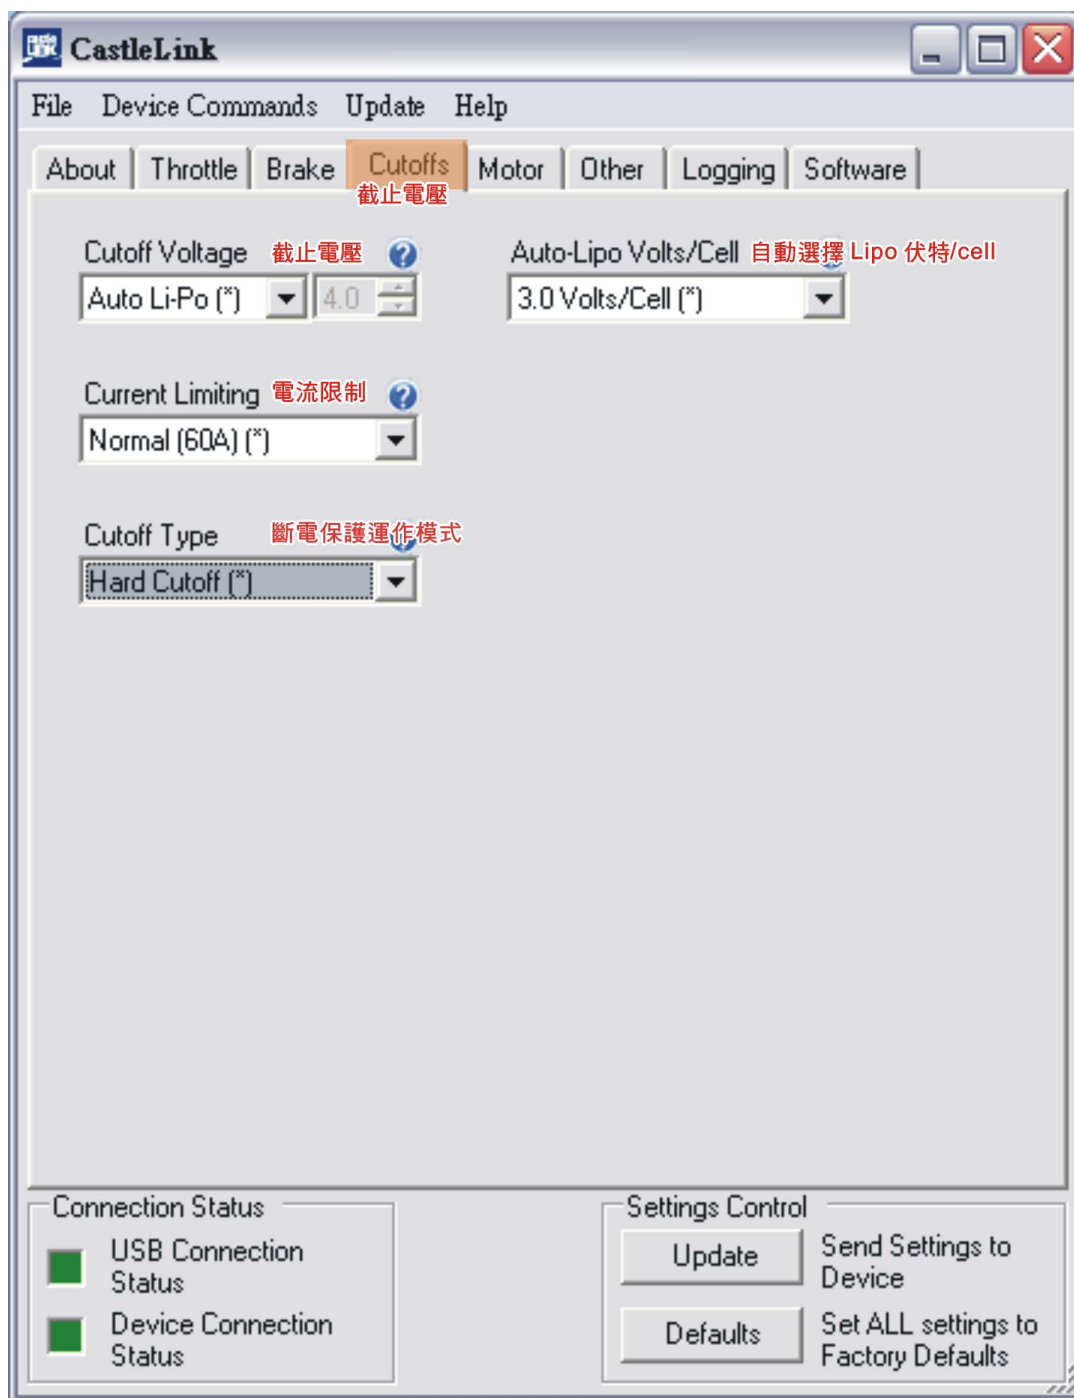 CastleLink
File Device Commands Update Help
About Throttle Brake Cutoffs Motor Other Logging Software
截止電壓
Cutoff Voltage 截止電壓 Auto-Lipo Volts/Cell 自動選擇 Lipo 伏特/cell
Auto Li-Po (*) 4.0 3.0 Volts/Cell (*)
Current Limiting 電流限制
Normal (60A) (*)
Cutoff Type 斷電保護運作模式
Hard Cutoff (*)
Connection Status
USB Connection
Status
Device Connection
Status
Settings Control
Update
Send Settings to
Device
Defaults
Set ALL settings to
Factory Defaults